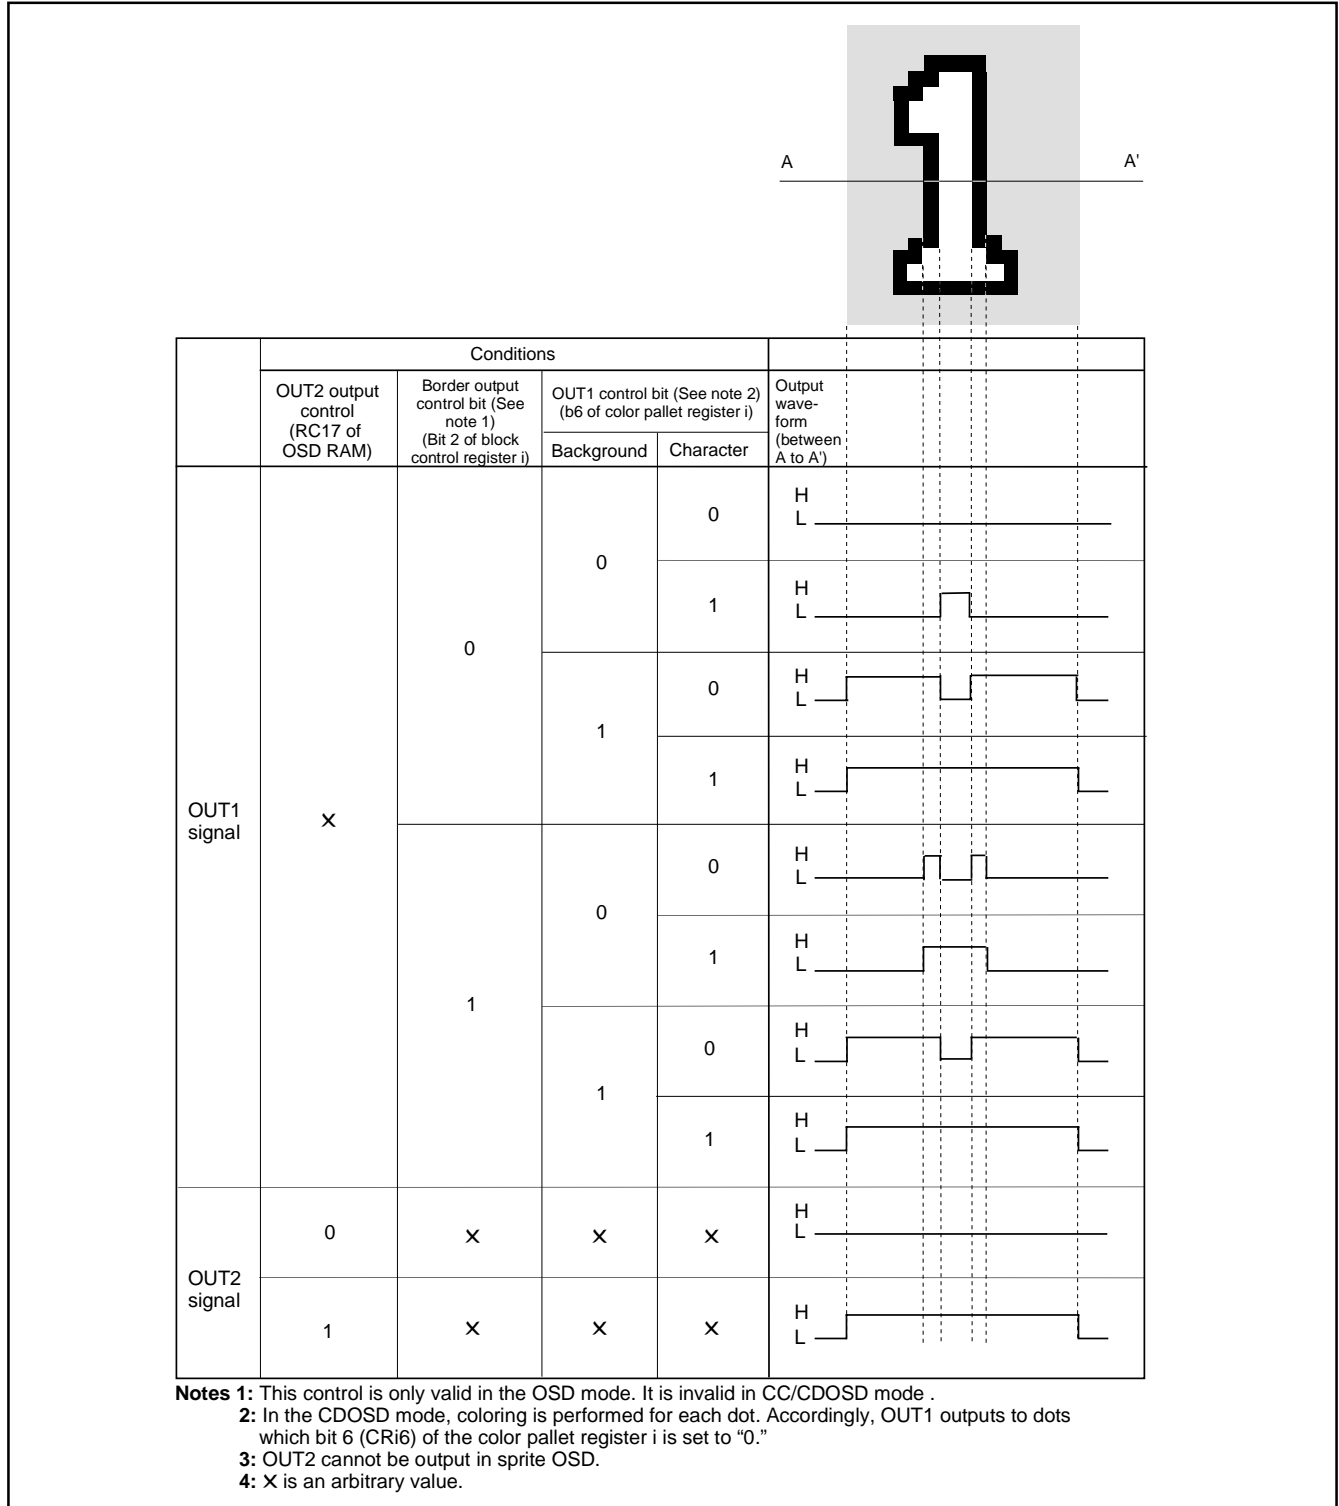 A A'
Conditions
OUT2 output
control
(RC17 of
OSD RAM)
Border output
control bit (See
note 1)
(Bit 2 of block
control register i)
OUT1 control bit (See note 2)
(b6 of color pallet register i)
Background Character
Output
wave-
form
(between
A to A')
OUT1
signal
X
0
0
0
H
L
1
H
L
1
0
H
L
1
H
L
1
0
0
H
L
1
H
L
1
0
H
L
1
H
L
OUT2
signal
0 X X X
H
L
1 X X X
H
L
Notes 1: This control is only valid in the OSD mode. It is invalid in CC/CDOSD mode .
2: In the CDOSD mode, coloring is performed for each dot. Accordingly, OUT1 outputs to dots
which bit 6 (CRi6) of the color pallet register i is set to “0.”
3: OUT2 cannot be output in sprite OSD.
4: X is an arbitrary value.